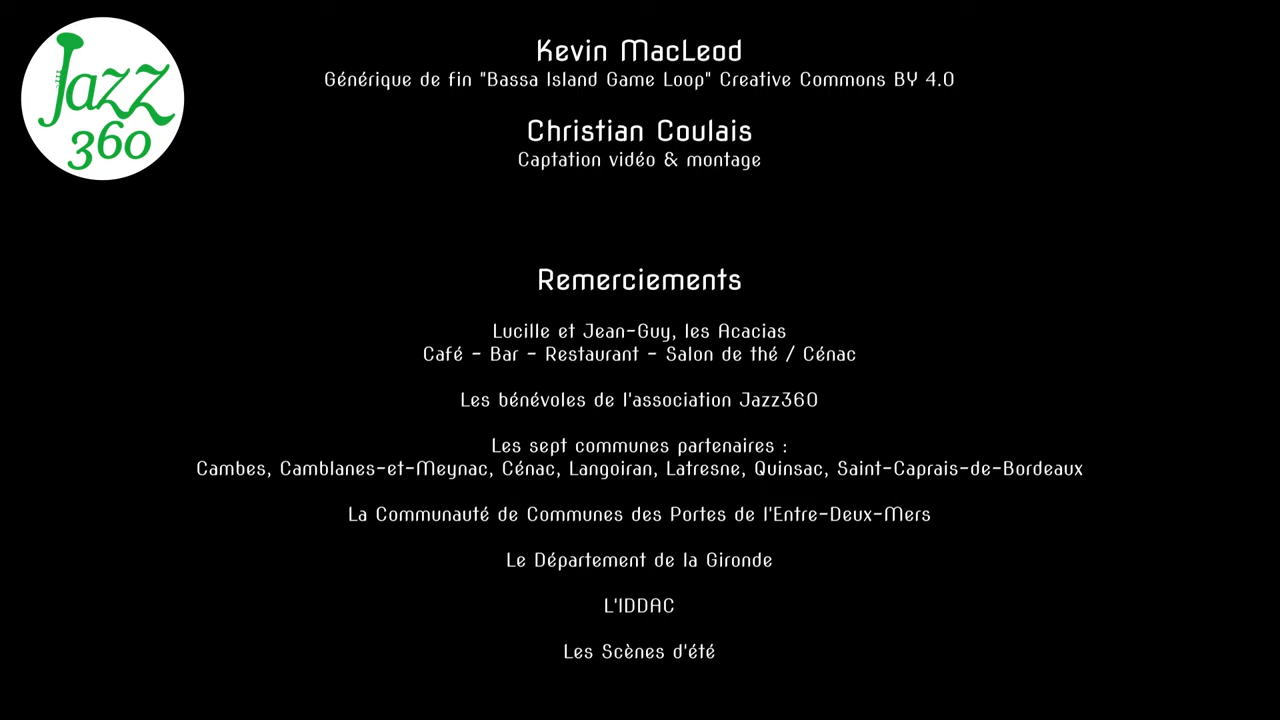 Jazz
360
Kevin MacLeod
Générique de fin "Bassa Island Game Loop" Creative Commons BY 4.0
Christian Coulais
Captation vidéo & montage
Remerciements
Lucille et Jean-Guy, les Acacias
Café - Bar - Restaurant - Salon de thé / Cénac
Les bénévoles de l'association Jazz360
Les sept communes partenaires :
Cambes, Camblanes-et-Meynac, Cénac, Langoiran, Latresne, Quinsac, Saint-Caprais-de-Bordeaux
La Communauté de Communes des Portes de l'Entre-Deux-Mers
Le Département de la Gironde
L'IDDAC
Les Scènes d'été